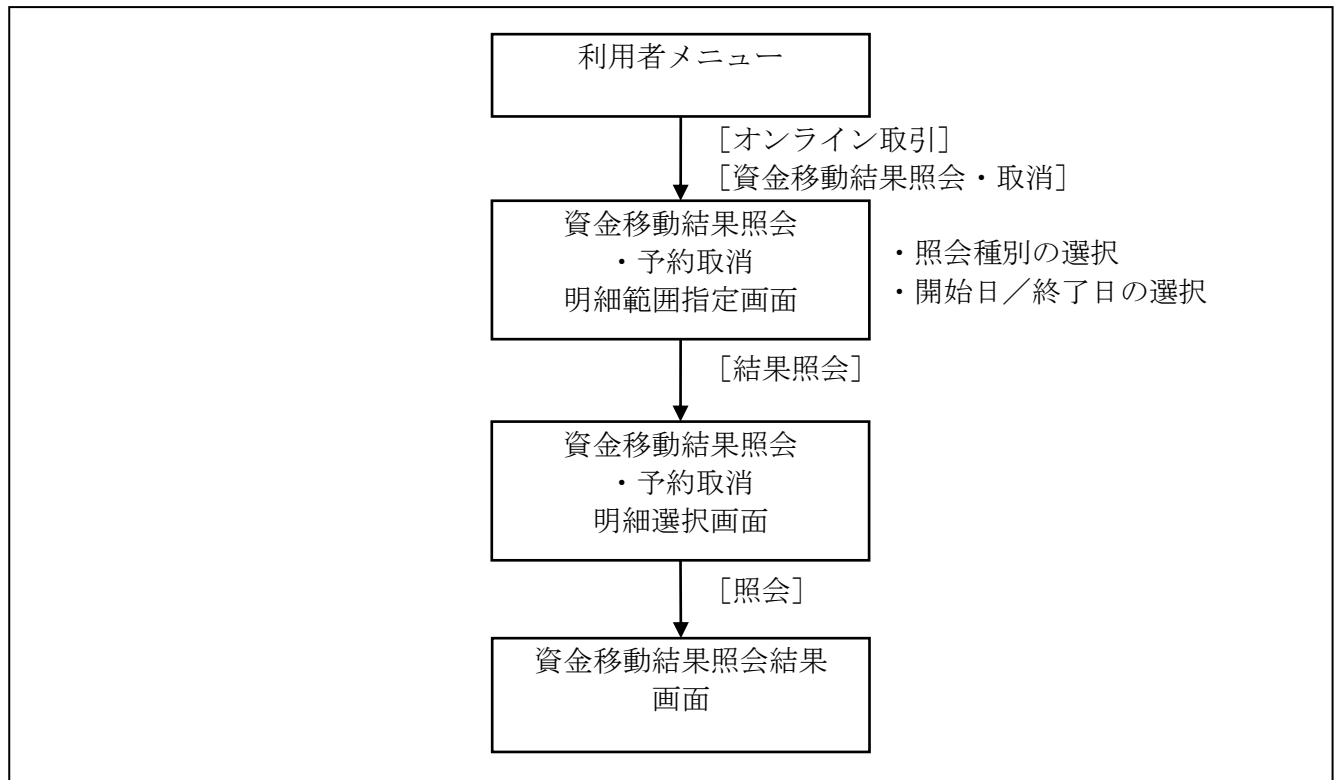 利用者メニュー
［オンライン取引］
［資金移動結果照会・取消］
資金移動結果照会
・予約取消
明細範囲指定画面
・照会種別の選択
・開始日／終了日の選択
［結果照会］
資金移動結果照会
・予約取消
明細選択画面
［照会］
資金移動結果照会結果
画面